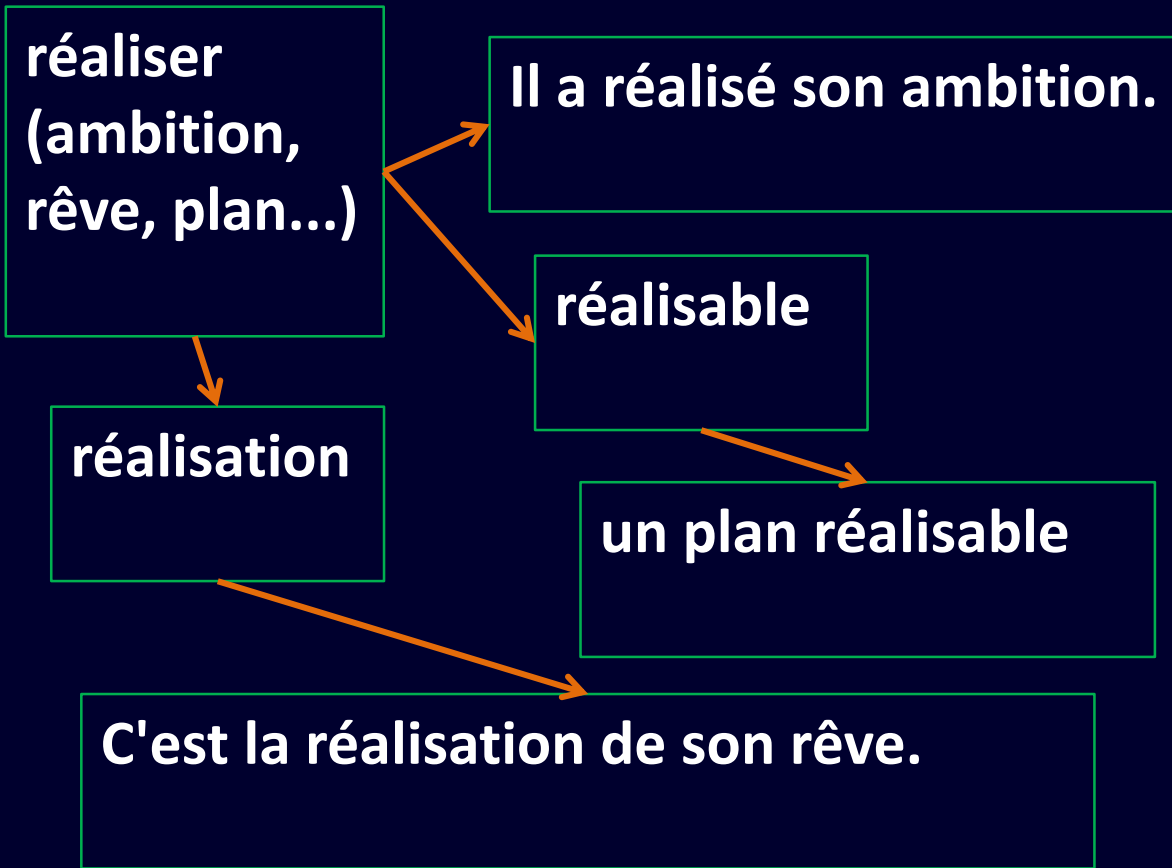 réaliser
(ambition,
rêve, plan...)
Il a réalisé son ambition.
réalisable
réalisation
un plan réalisable
C'est la réalisation de son rêve.